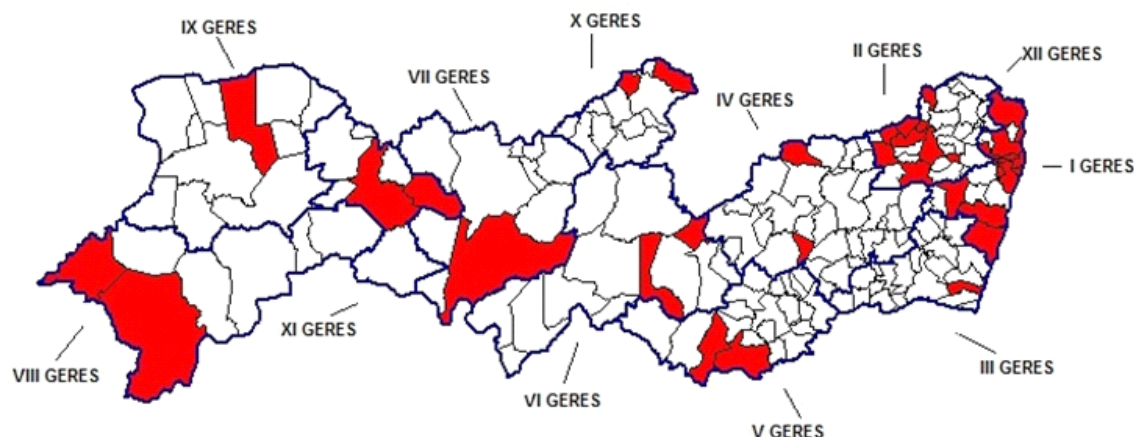 X GERES
IX GERES
II GERES
XII GERES
VII GERES
IV GERES
I GERES
XI GERES
III GERES
VIII GERES
VI GERES
V GERES